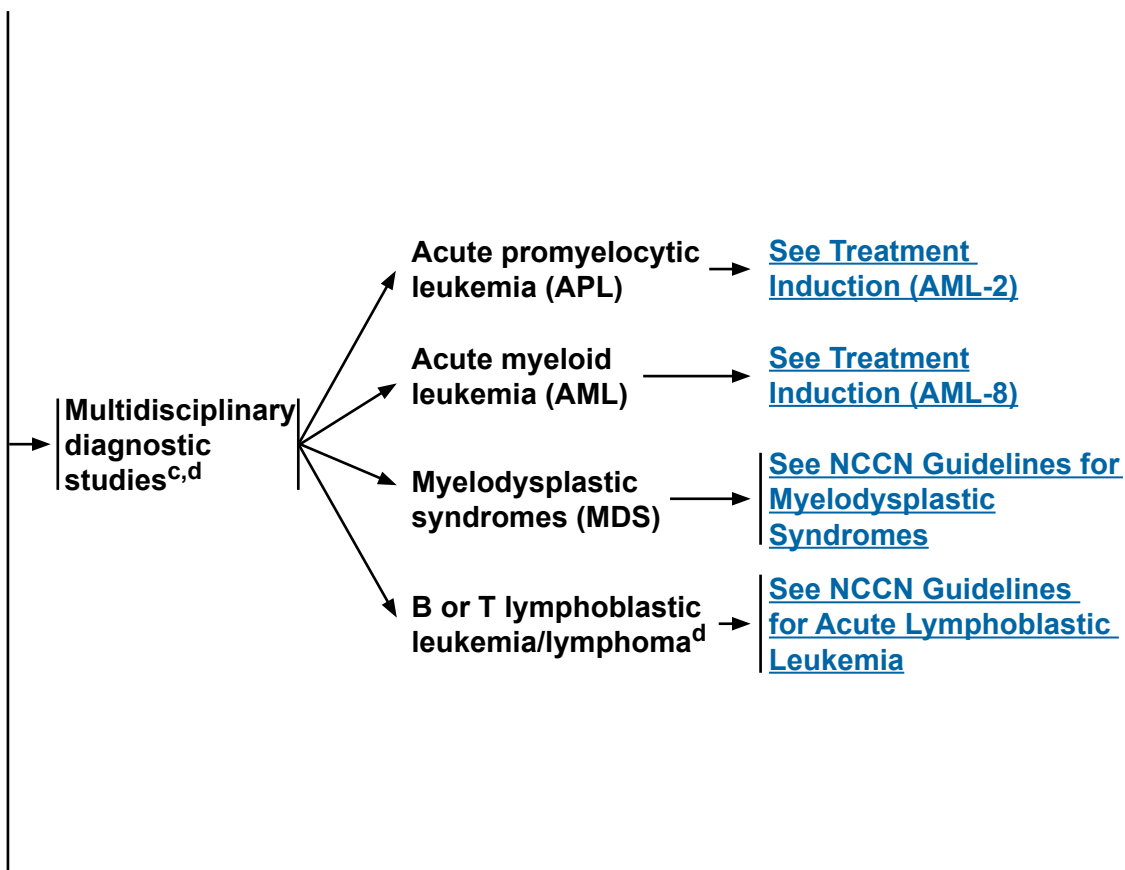 Multidisciplinary
diagnostic
studiesc,d
Acute promyelocytic
leukemia (APL)
See Treatment
Induction (AML-2)
Acute myeloid
leukemia (AML)
See Treatment
Induction (AML-8)
Myelodysplastic
syndromes (MDS)
See NCCN Guidelines for
Myelodysplastic
Syndromes
B or T lymphoblastic
leukemia/lymphomad
See NCCN Guidelines
for Acute Lymphoblastic
Leukemia